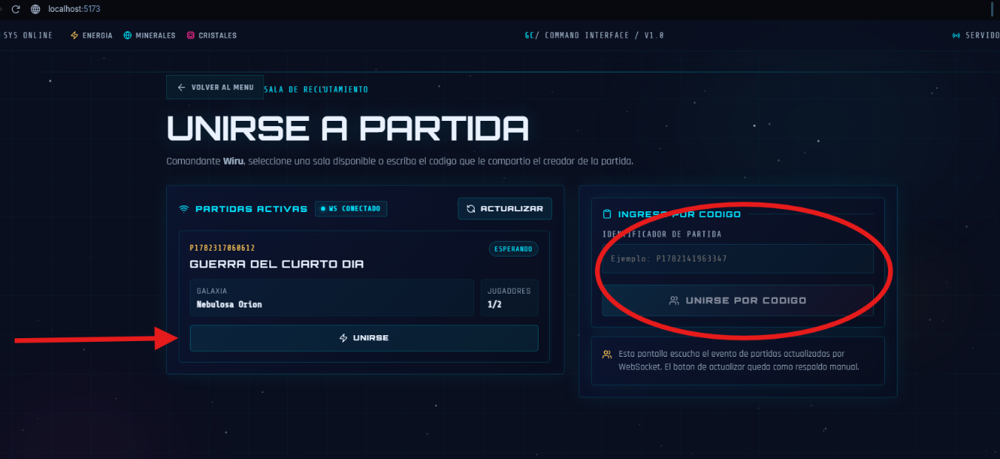 localhost:5173
SYS ONLINE
ENERGIA
MINERALES
CRISTALES
GC/ COMMAND INTERFACE / V1.0
SERVIDO
VOLVER AL MENU
SALA DE RECLUTAMIENTO
UNIRSE A PARTIDA
Comandante Wiru, seleccione una sala disponible o escriba el codigo que le compartio el creador de la partida.
PARTIDAS ACTIVAS
WS CONECTADO
ACTUALIZAR
P1782317060612
ESPERANDO
GUERRA DEL CUARTO DIA
GALAXIA
Nebulosa Orion
JUGADORES
1/2
UNIRSE
INGRESO POR CODIGO
IDENTIFICADOR DE PARTIDA
Ejemplo: P1782141963347
UNIRSE POR CODIGO
Esta pantalla escucha el evento de partidas actualizadas por
WebSocket. El boton de actualizar queda como respaldo manual.